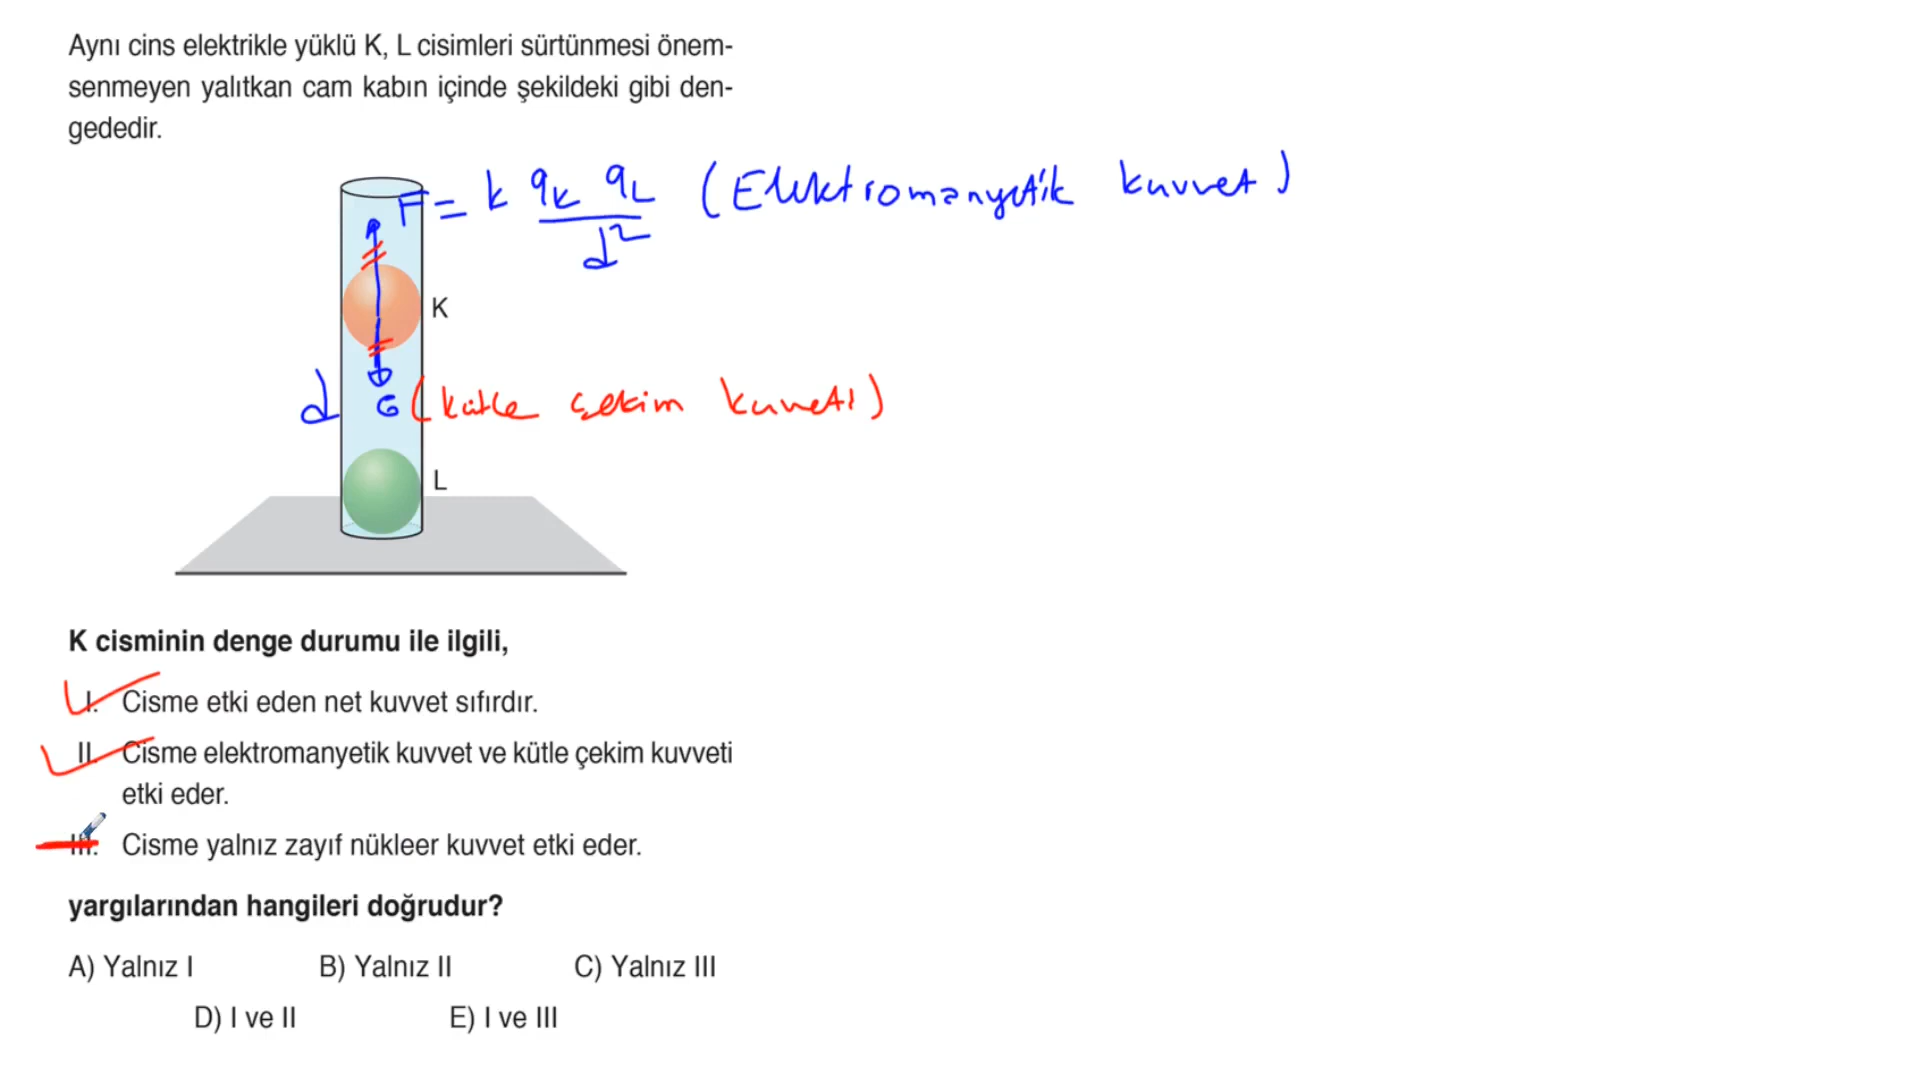 Aynı cins elektrikle yüklü K, L cisimleri sürtünmesi önem-
senmeyen yalıtkan cam kabın içinde şekildeki gibi den-
gededir.
F = k qK qL / d² (Elektromanyetik kuvvet)
K
d G (kütle çekim kuveti)
L
K cisminin denge durumu ile ilgili,
I. Cisme etki eden net kuvvet sıfırdır.
II. Cisme elektromanyetik kuvvet ve kütle çekim kuvveti
etki eder.
III. Cisme yalnız zayıf nükleer kuvvet etki eder.
yargılarından hangileri doğrudur?
A) Yalnız I B) Yalnız II C) Yalnız III
D) I ve II E) I ve III